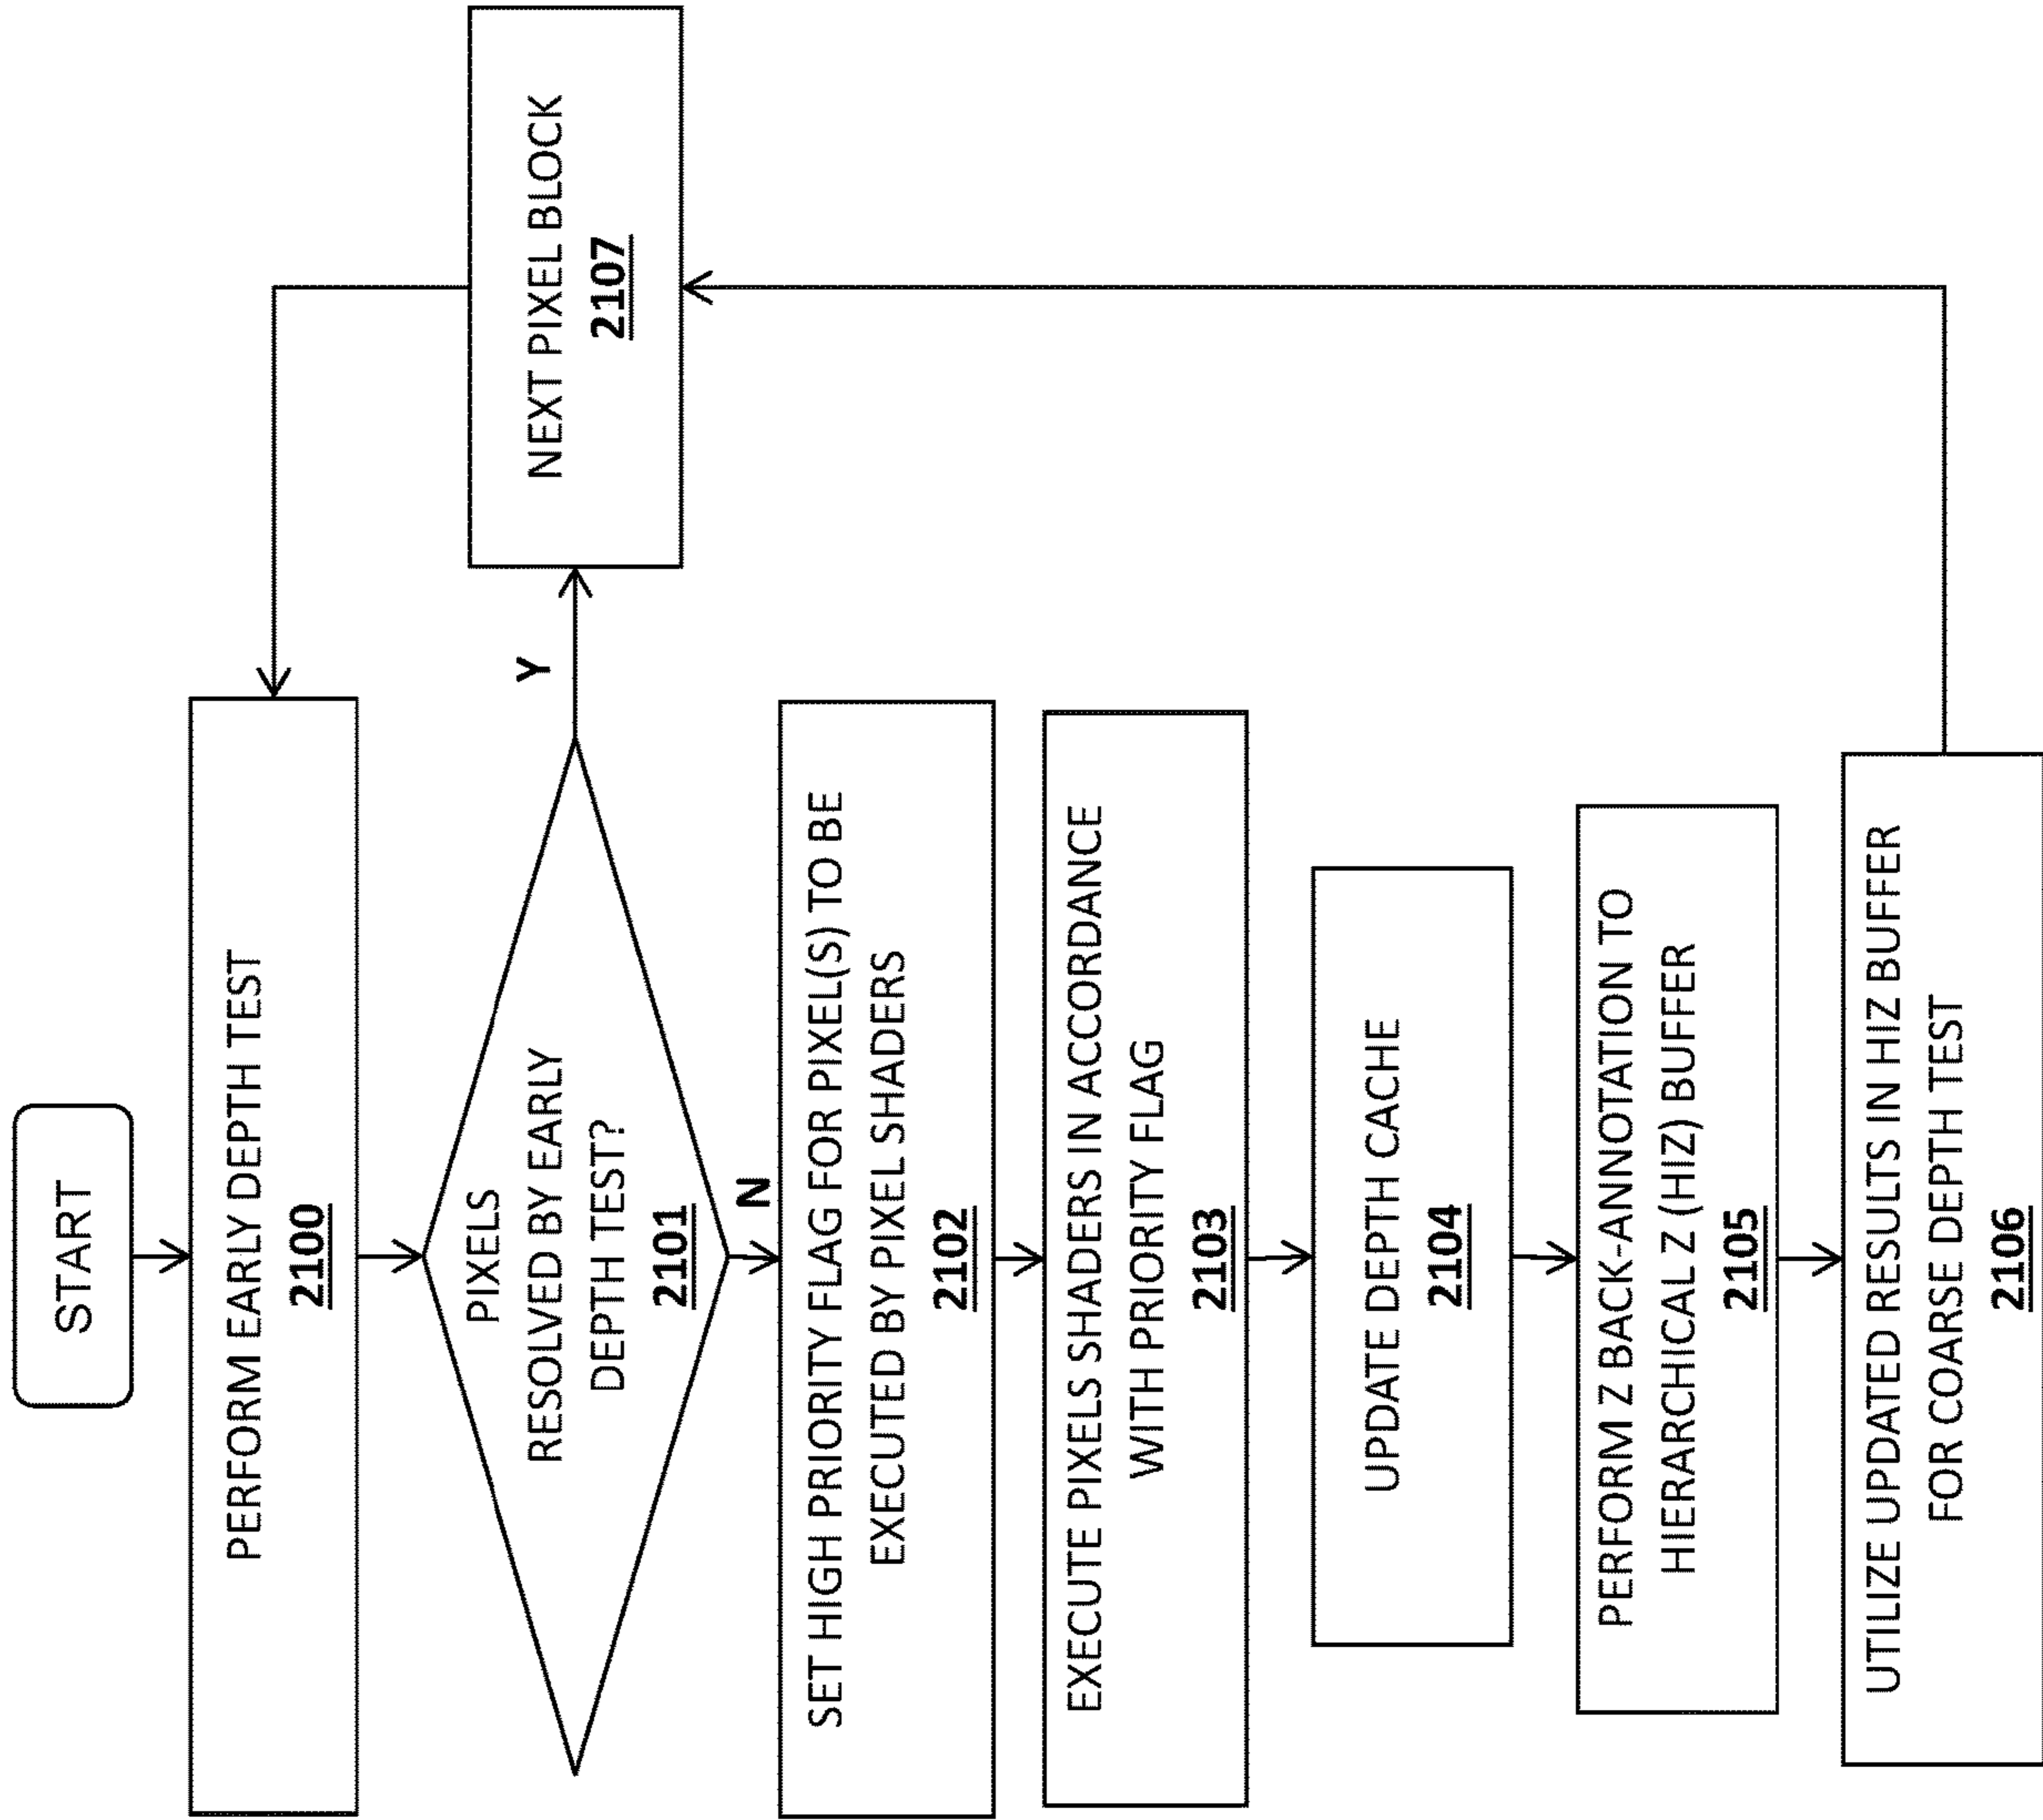 START
PERFORM EARLY DEPTH TEST
2100
PIXELS
RESOLVED BY EARLY
DEPTH TEST?
2101
Y
N
NEXT PIXEL BLOCK
2107
SET HIGH PRIORITY FLAG FOR PIXEL(S) TO BE
EXECUTED BY PIXEL SHADERS
2102
EXECUTE PIXELS SHADERS IN ACCORDANCE
WITH PRIORITY FLAG
2103
UPDATE DEPTH CACHE
2104
PERFORM Z BACK-ANNOTATION TO
HIERARCHICAL Z (HIZ) BUFFER
2105
UTILIZE UPDATED RESULTS IN HIZ BUFFER
FOR COARSE DEPTH TEST
2106